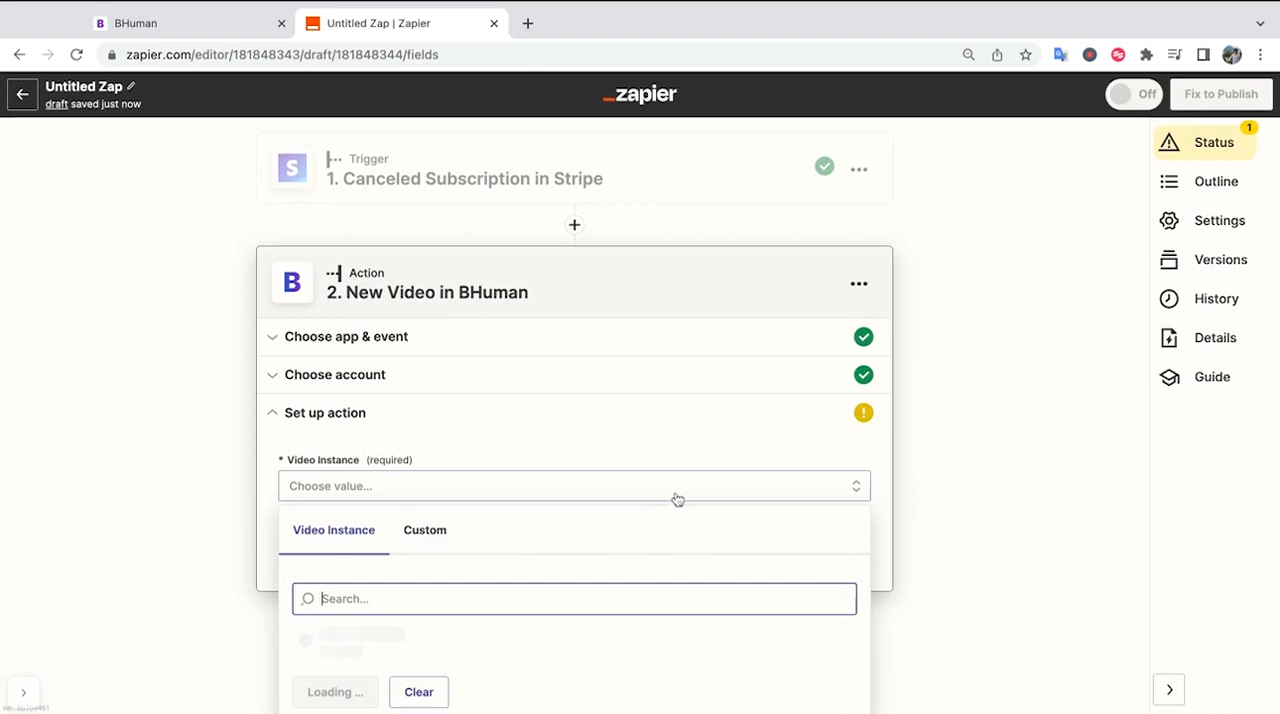 B BHuman
Untitled Zap | Zapier
zapier.com/editor/181848343/draft/181848344/fields
Untitled Zap
draft saved just now
_zapier
Off
Fix to Publish
1
Status
Outline
Settings
Versions
History
Details
Guide
S
Trigger
1. Canceled Subscription in Stripe
B
Action
2. New Video in BHuman
Choose app & event
Choose account
Set up action
* Video Instance (required)
Choose value...
Video Instance Custom
Search...
Loading ... Clear